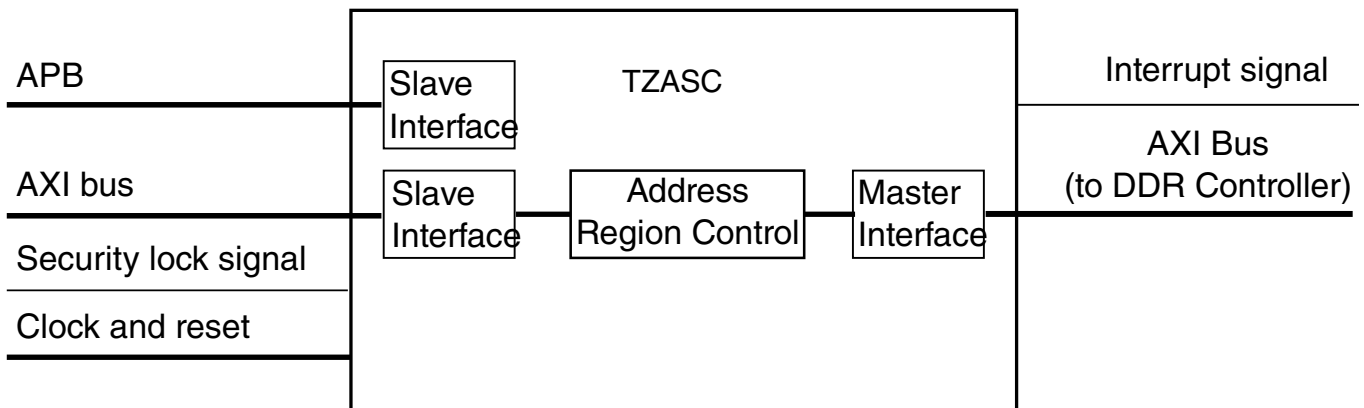 APB
Slave
Interface
TZASC
Interrupt signal
AXI bus
Slave
Interface
Address
Region Control
Master
Interface
AXI Bus
(to DDR Controller)
Security lock signal
Clock and reset